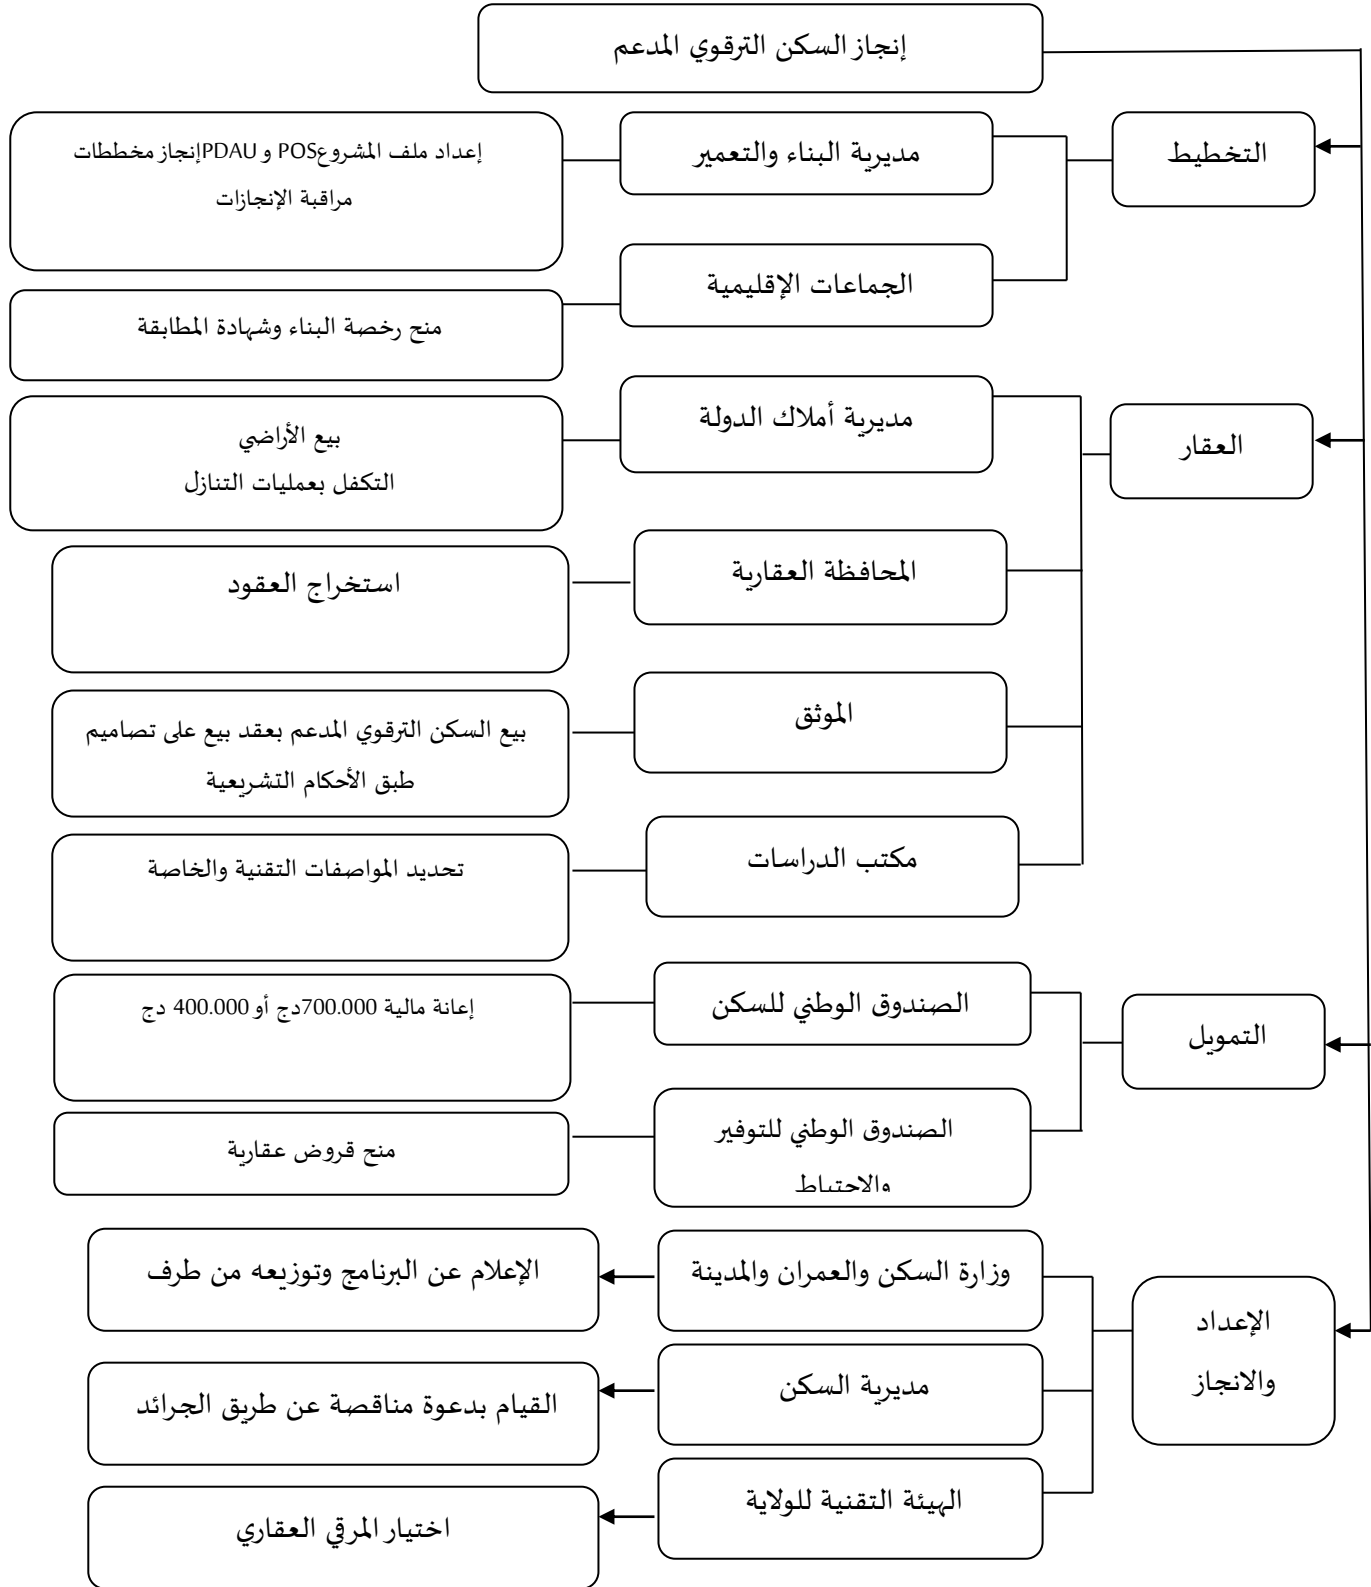 إنجاز السكن الترقوي المدعم
التخطيط
مديرية البناء والتعمير
إعداد ملف المشروعPOS و PDAUإنجاز مخططات
مراقبة الإنجازات
الجماعات الإقليمية
منح رخصة البناء وشهادة المطابقة
العقار
مديرية أملاك الدولة
بيع الأراضي
التكفل بعمليات التنازل
المحافظة العقارية
استخراج العقود
الموثق
بيع السكن الترقوي المدعم بعقد بيع على تصاميم
طبق الأحكام التشريعية
مكتب الدراسات
تحديد المواصفات التقنية والخاصة
التمويل
الصندوق الوطني للسكن
إعانة مالية 700.000دج أو 400.000 دج
الصندوق الوطني للتوفير
والاحتياط
منح قروض عقارية
الإعداد
والانجاز
وزارة السكن والعمران والمدينة
الإعلام عن البرنامج وتوزيعه من طرف
مديرية السكن
القيام بدعوة مناقصة عن طريق الجرائد
الهيئة التقنية للولاية
اختيار المرقي العقاري